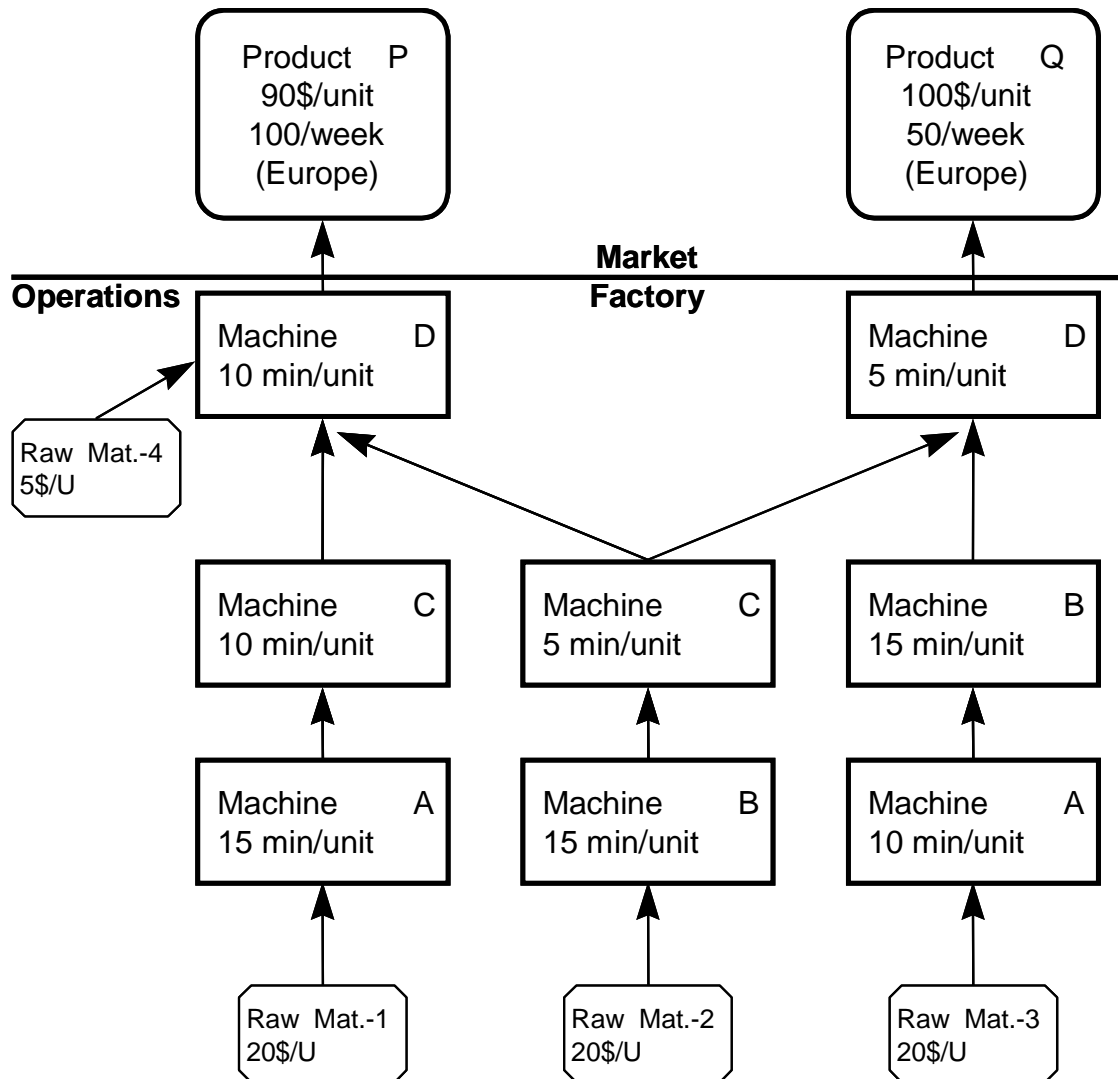 Product P
90$/unit
100/week
(Europe)
Product Q
100$/unit
50/week
(Europe)
Market
Operations
Factory
Machine D
10 min/unit
Machine D
5 min/unit
Raw Mat.-4
5$/U
Machine C
10 min/unit
Machine C
5 min/unit
Machine B
15 min/unit
Machine A
15 min/unit
Machine B
15 min/unit
Machine A
10 min/unit
Raw Mat.-1
20$/U
Raw Mat.-2
20$/U
Raw Mat.-3
20$/U